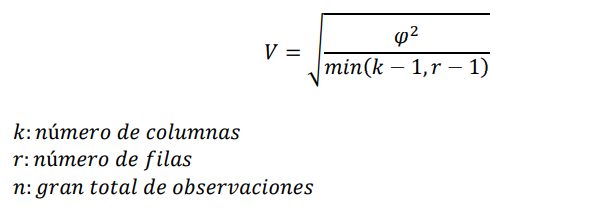 V = √(φ² / min(k − 1, r − 1))
k: número de columnas
r: número de filas
n: gran total de observaciones